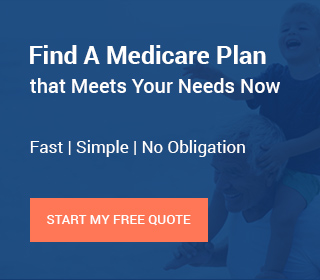 Find A Medicare Plan
that Meets Your Needs Now
Fast | Simple | No Obligation
START MY FREE QUOTE